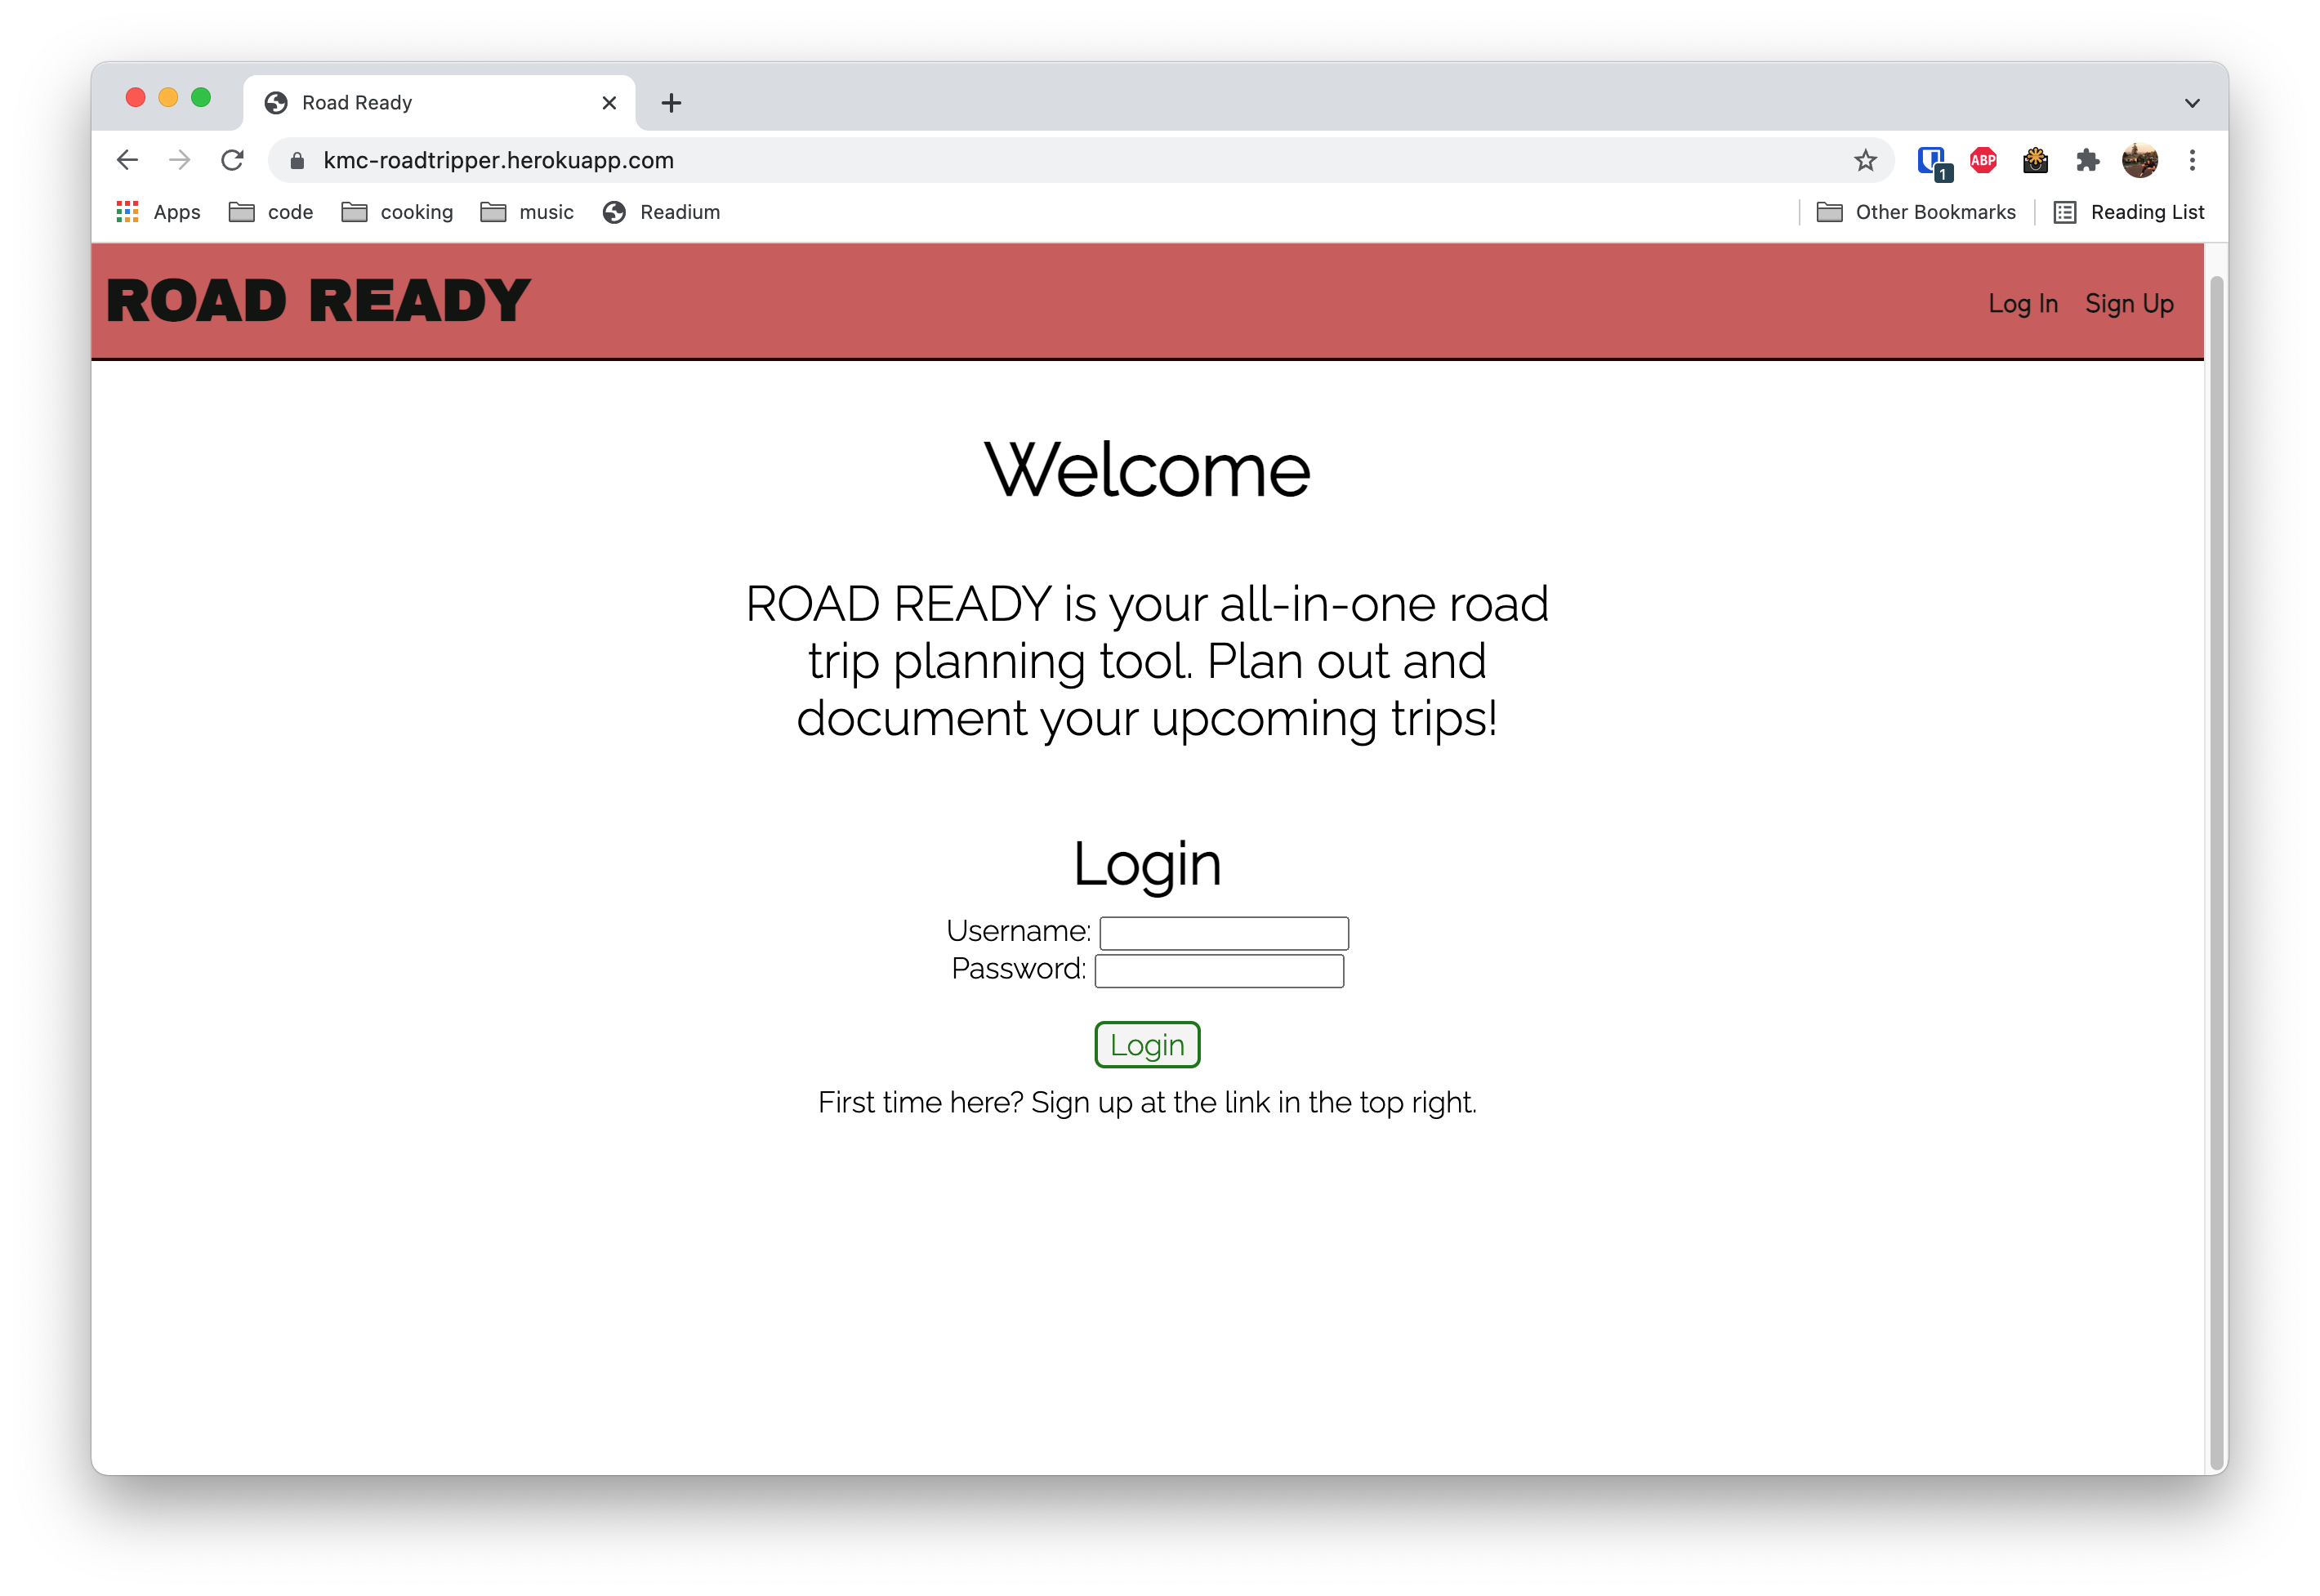 Road Ready
kmc-roadtripper.herokuapp.com
1
ABP
Apps code cooking music Readium Other Bookmarks Reading List
ROAD READY
Log In Sign Up
Welcome
ROAD READY is your all-in-one road
trip planning tool. Plan out and
document your upcoming trips!
Login
Username:
Password:
Login
First time here? Sign up at the link in the top right.